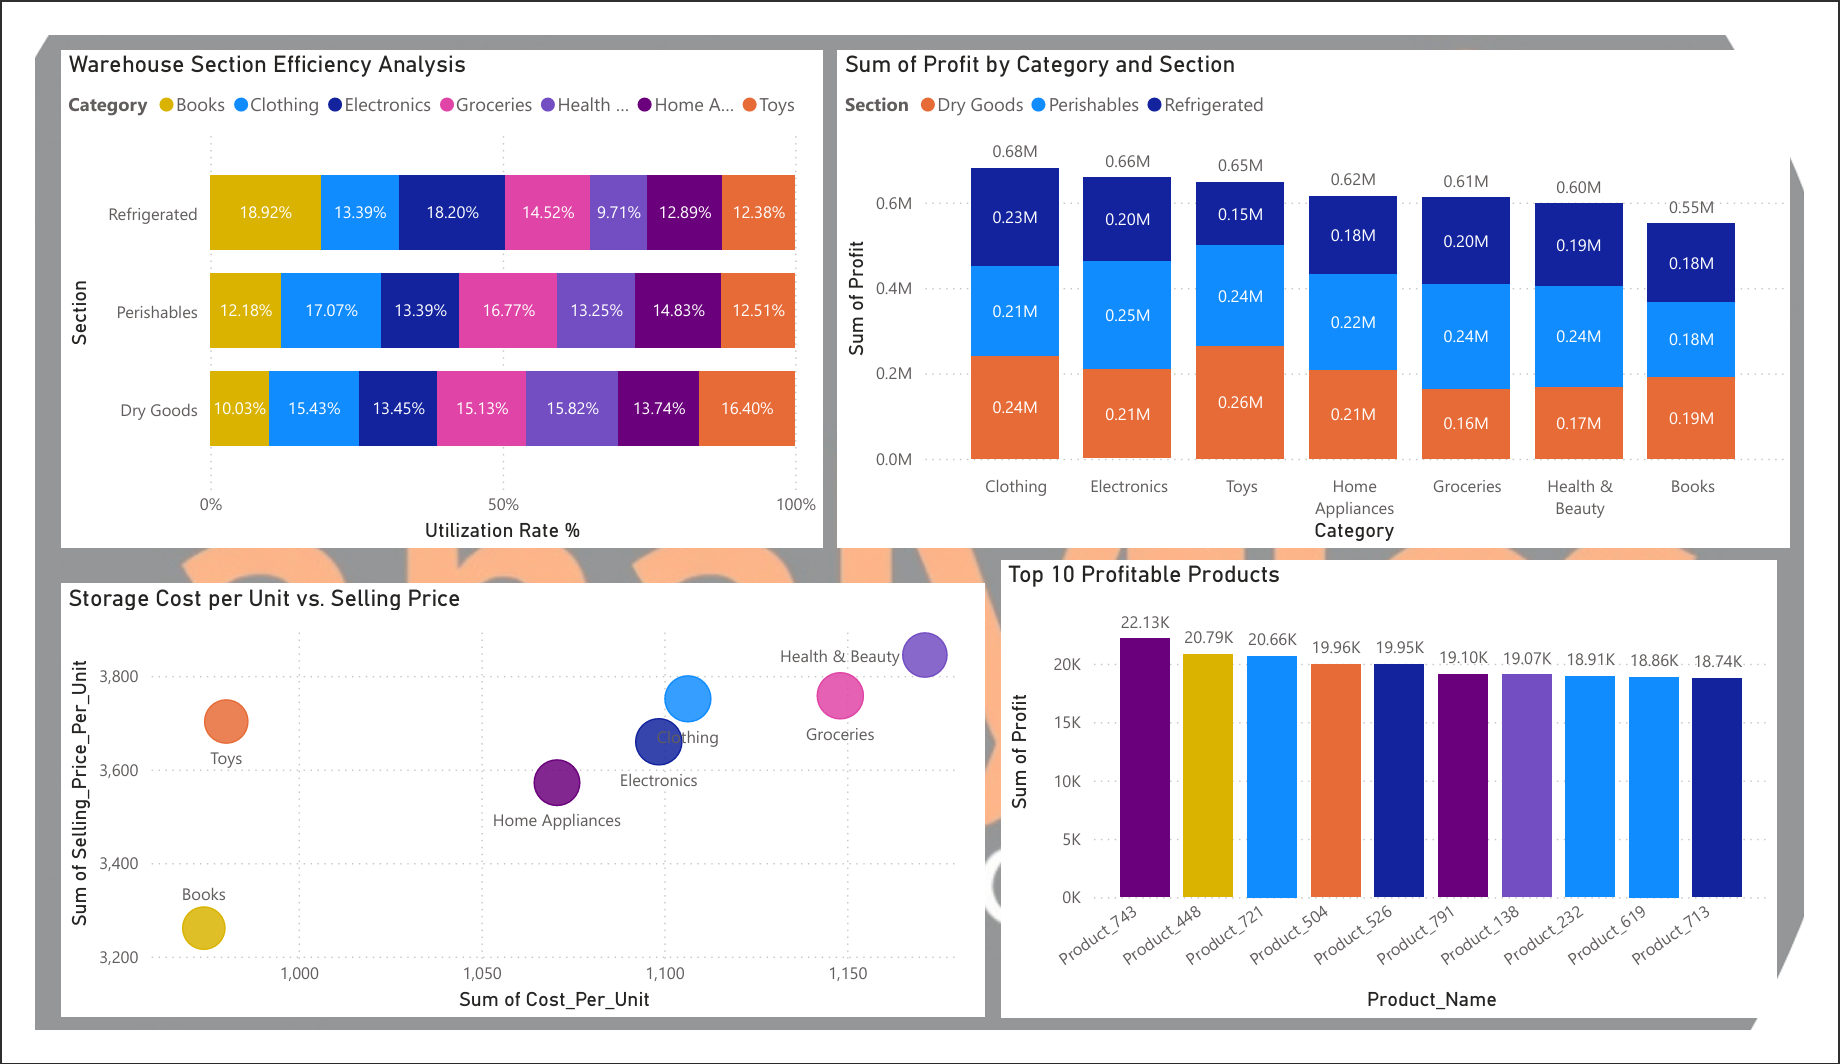 Warehouse Section Efficiency Analysis
Category Books Clothing Electronics Groceries Health ... Home A... Toys
Refrigerated 18.92% 13.39% 18.20% 14.52% 9.71% 12.89% 12.38%
Perishables 12.18% 17.07% 13.39% 16.77% 13.25% 14.83% 12.51%
Dry Goods 10.03% 15.43% 13.45% 15.13% 15.82% 13.74% 16.40%
Section
0% 50% 100%
Utilization Rate %
Sum of Profit by Category and Section
Section Dry Goods Perishables Refrigerated
0.68M 0.66M 0.65M 0.62M 0.61M 0.60M 0.55M
0.6M
0.4M
0.2M
0.0M
0.23M 0.20M 0.15M 0.18M 0.20M 0.19M 0.18M
0.21M 0.25M 0.24M 0.22M 0.24M 0.24M 0.18M
0.24M 0.21M 0.26M 0.21M 0.16M 0.17M 0.19M
Sum of Profit
Clothing Electronics Toys Home Groceries Health & Books
Appliances Beauty
Category
Storage Cost per Unit vs. Selling Price
Sum of Selling_Price_Per_Unit
3,800
3,600
3,400
3,200
Health & Beauty
Clothing
Groceries
Toys
Electronics
Home Appliances
Books
1,000 1,050 1,100 1,150
Sum of Cost_Per_Unit
Top 10 Profitable Products
22.13K 20.79K 20.66K 19.96K 19.95K 19.10K 19.07K 18.91K 18.86K 18.74K
20K
15K
10K
5K
0K
Sum of Profit
Product_743 Product_448 Product_721 Product_504 Product_526 Product_791 Product_138 Product_232 Product_619 Product_713
Product_Name